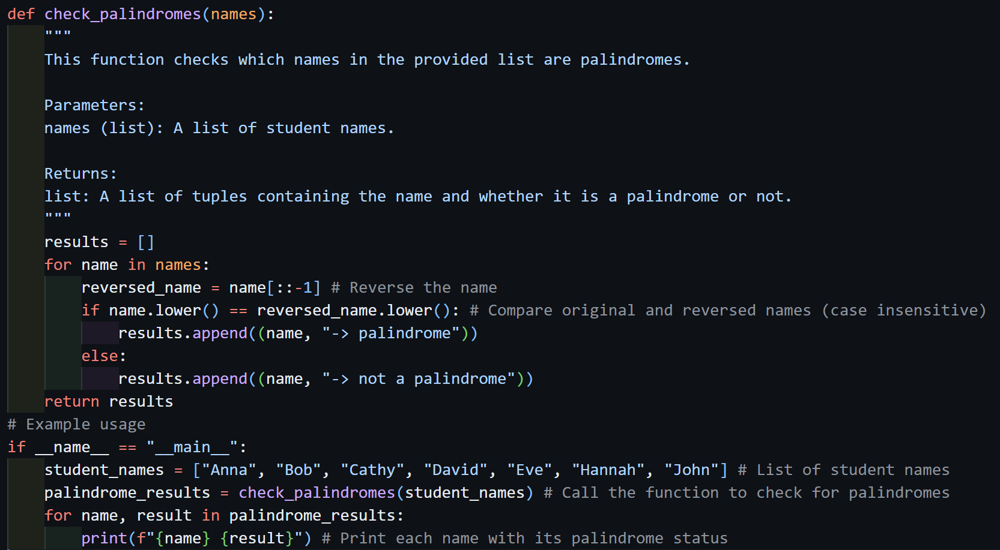 def check_palindromes(names):
    """
    This function checks which names in the provided list are palindromes.

    Parameters:
    names (list): A list of student names.

    Returns:
    list: A list of tuples containing the name and whether it is a palindrome or not.
    """
    results = []
    for name in names:
        reversed_name = name[::-1] # Reverse the name
        if name.lower() == reversed_name.lower(): # Compare original and reversed names (case insensitive)
            results.append((name, "-> palindrome"))
        else:
            results.append((name, "-> not a palindrome"))
    return results
# Example usage
if __name__ == "__main__":
    student_names = ["Anna", "Bob", "Cathy", "David", "Eve", "Hannah", "John"] # List of student names
    palindrome_results = check_palindromes(student_names) # Call the function to check for palindromes
    for name, result in palindrome_results:
        print(f"{name} {result}") # Print each name with its palindrome status